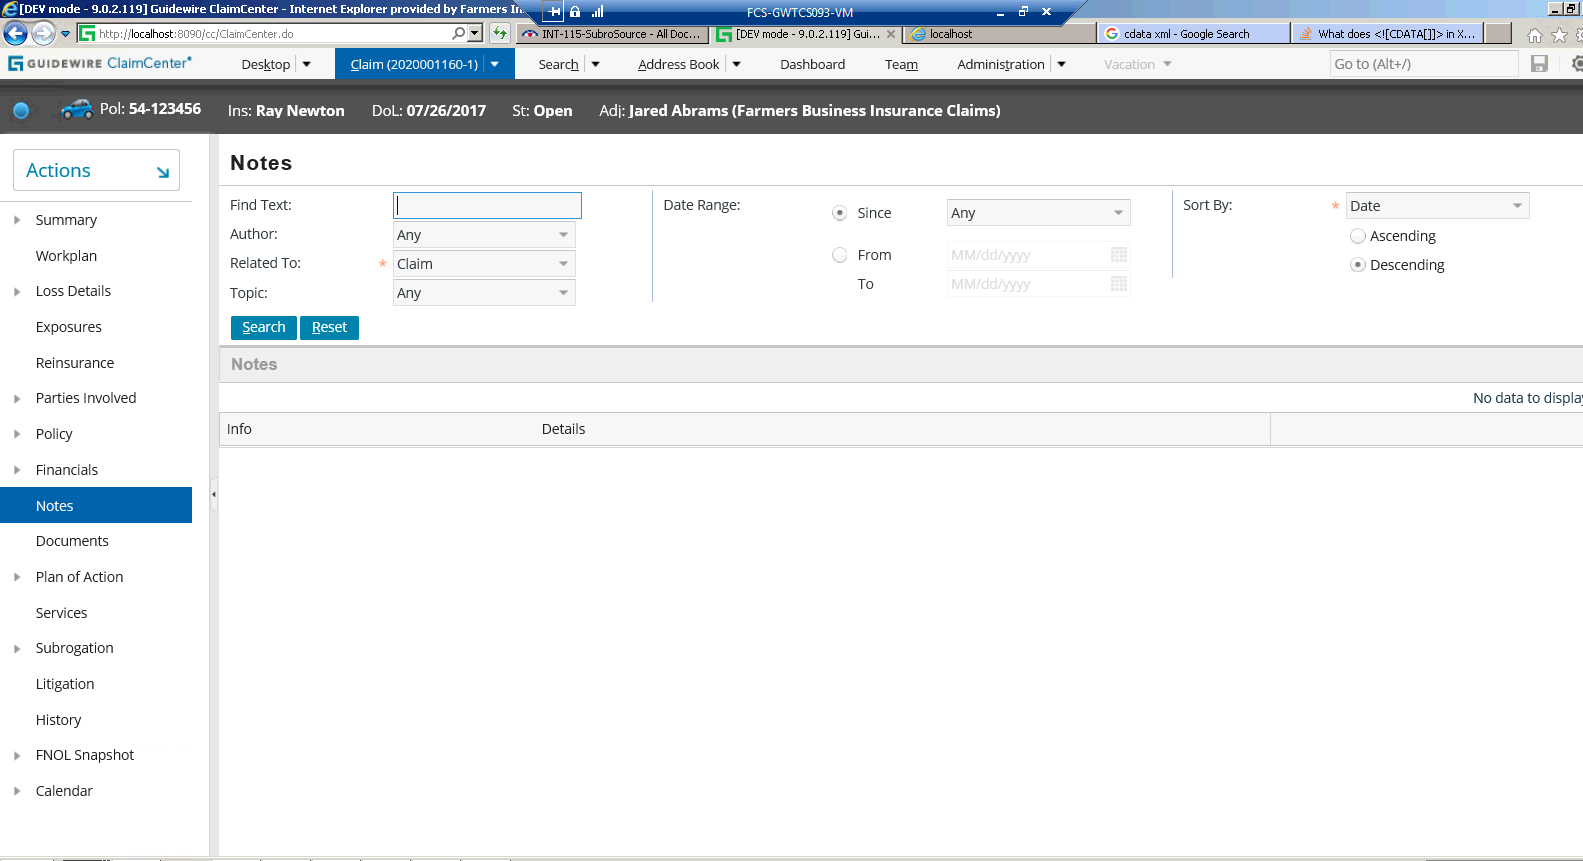 [DEV mode - 9.0.2.119] Guidewire ClaimCenter - Internet Explorer provided by Farmers In
FCS-GWTCS093-VM
http://localhost:8090/cc/ClaimCenter.do
INT-115-SubroSource - All Doc...
[DEV mode - 9.0.2.119] Gui...
localhost
cdata xml - Google Search
What does <![CDATA[]]> in X...
GUIDEWIRE ClaimCenter
Desktop
Claim (2020001160-1)
Search
Address Book
Dashboard
Team
Administration
Vacation
Go to (Alt+/)
Pol: 54-123456
Ins: Ray Newton
DoL: 07/26/2017
St: Open
Adj: Jared Abrams (Farmers Business Insurance Claims)
Actions
Summary
Workplan
Loss Details
Exposures
Reinsurance
Parties Involved
Policy
Financials
Notes
Documents
Plan of Action
Services
Subrogation
Litigation
History
FNOL Snapshot
Calendar
Notes
Find Text:
Author:
Any
Related To:
* Claim
Topic:
Any
Date Range:
Since
Any
From
MM/dd/yyyy
To
MM/dd/yyyy
Sort By:
* Date
Ascending
Descending
Search
Reset
Notes
No data to display
Info
Details